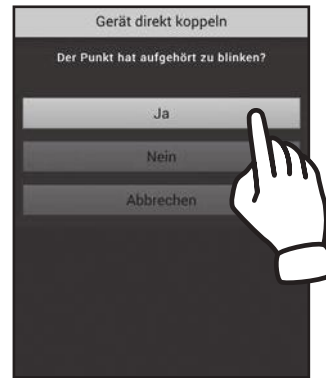 Gerät direkt koppeln
Der Punkt hat aufgehört zu blinken?
Ja
Nein
Abbrechen